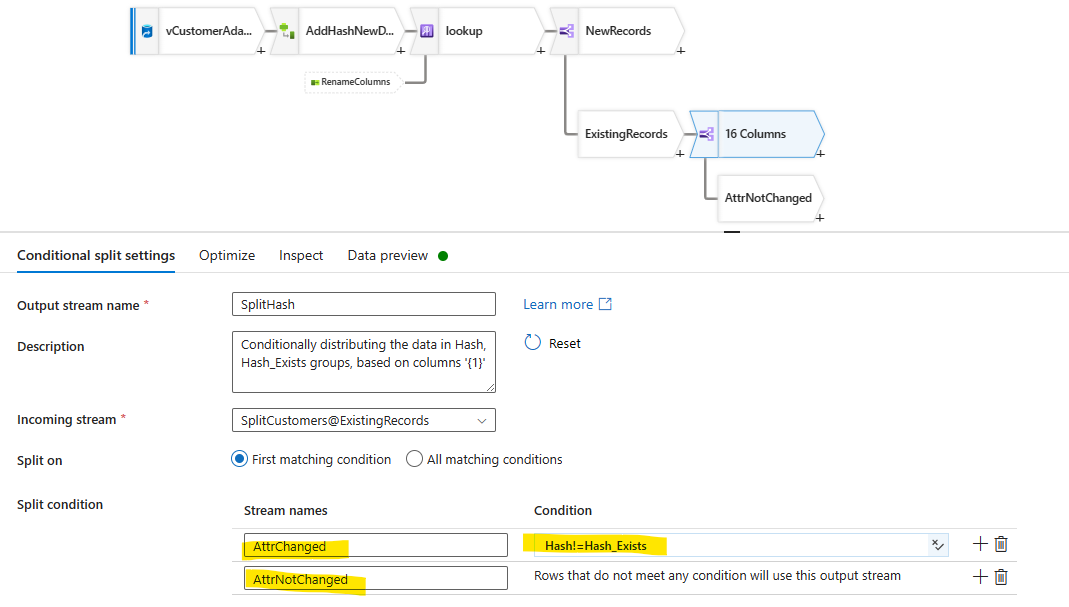 vCustomerAda...
AddHashNewD...
lookup
NewRecords
RenameColumns
ExistingRecords
16 Columns
AttrNotChanged
Conditional split settings
Optimize
Inspect
Data preview
Output stream name *
SplitHash
Learn more
Description
Conditionally distributing the data in Hash,
Hash_Exists groups, based on columns '{1}'
Reset
Incoming stream *
SplitCustomers@ExistingRecords
Split on
First matching condition
All matching conditions
Split condition
Stream names
Condition
AttrChanged
Hash!=Hash_Exists
AttrNotChanged
Rows that do not meet any condition will use this output stream